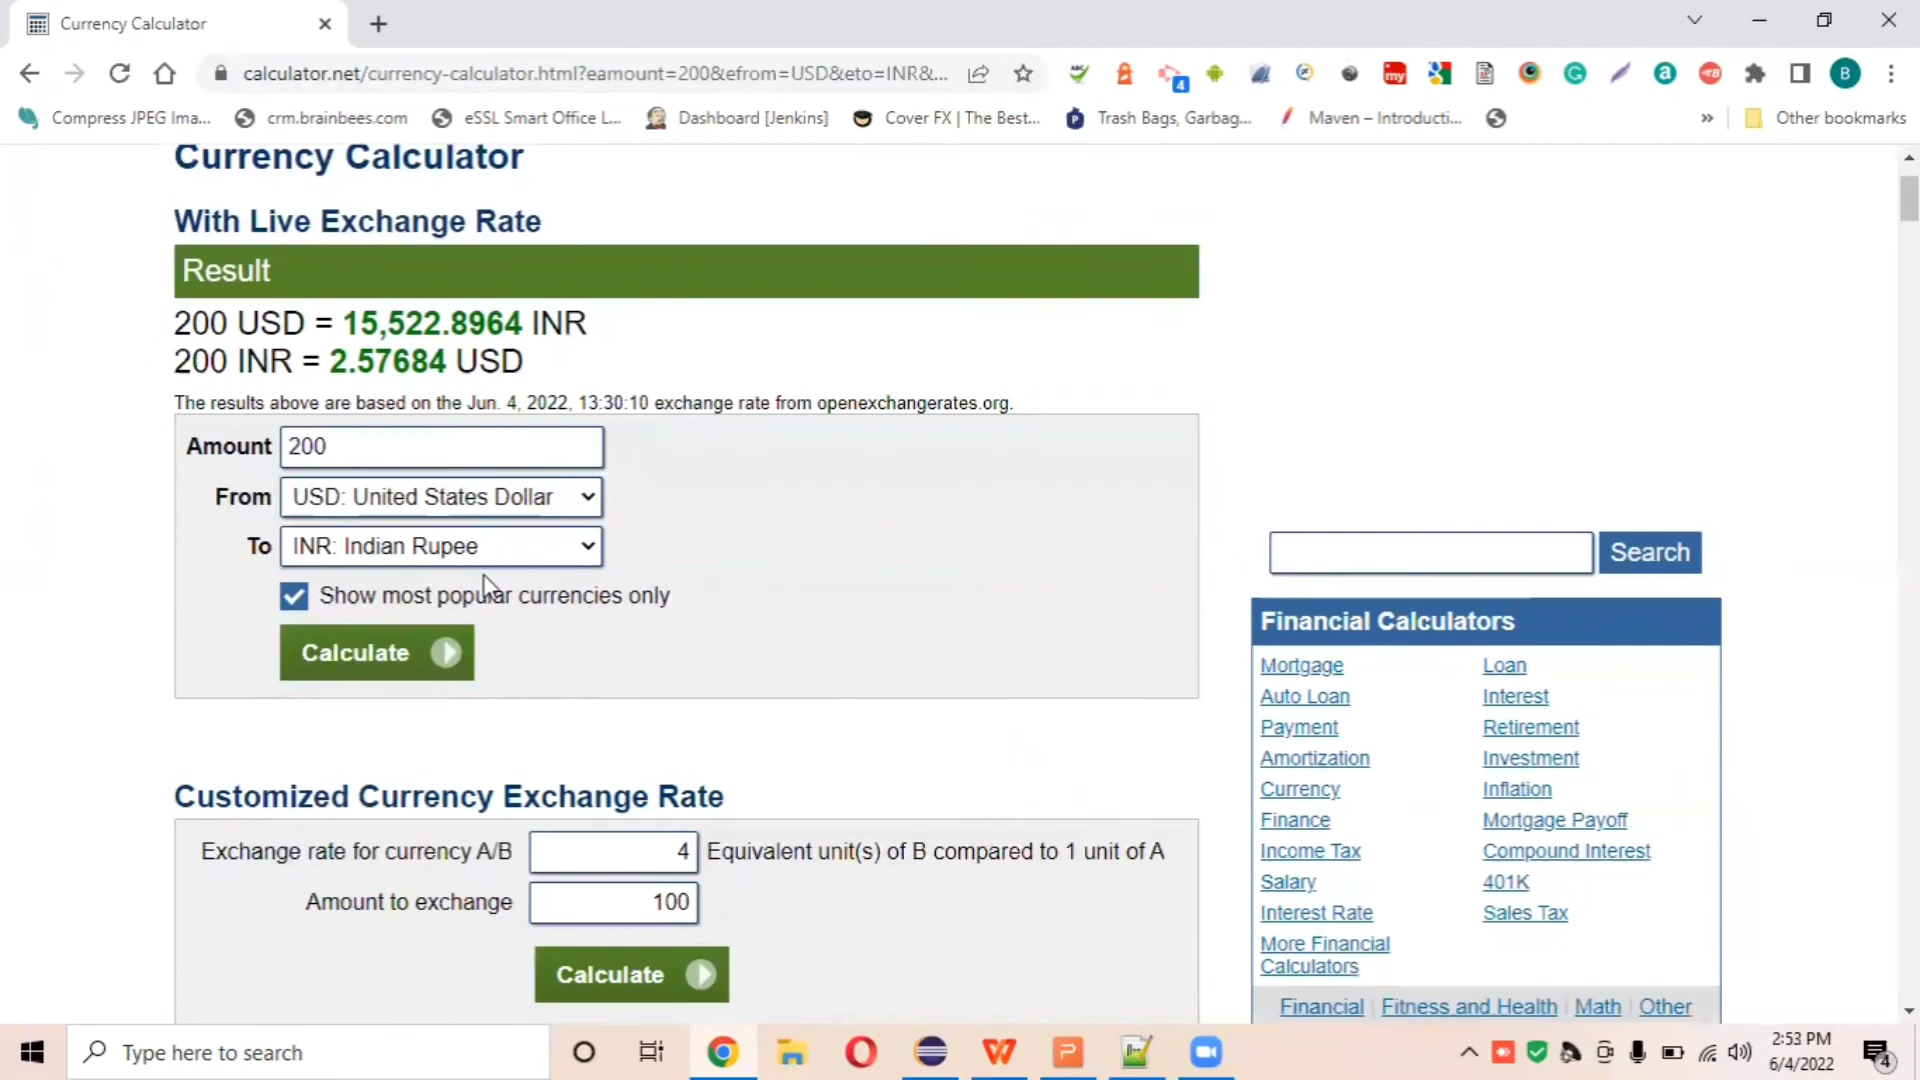 Currency Calculator
calculator.net/currency-calculator.html?eamount=200&efrom=USD&eto=INR&...
4
my
B
Compress JPEG Ima...
crm.brainbees.com
eSSL Smart Office L...
Dashboard [Jenkins]
Cover FX | The Best...
Trash Bags, Garbag...
Maven – Introducti...
»
Other bookmarks
Currency Calculator
With Live Exchange Rate
Result
200 USD = 15,522.8964 INR
200 INR = 2.57684 USD
The results above are based on the Jun. 4, 2022, 13:30:10 exchange rate from openexchangerates.org.
Amount 200
From USD: United States Dollar
To INR: Indian Rupee
Show most popular currencies only
Calculate
Search
Financial Calculators
Mortgage Loan
Auto Loan Interest
Payment Retirement
Amortization Investment
Currency Inflation
Finance Mortgage Payoff
Income Tax Compound Interest
Salary 401K
Interest Rate Sales Tax
More Financial
Calculators
Financial Fitness and Health Math Other
Customized Currency Exchange Rate
Exchange rate for currency A/B 4 Equivalent unit(s) of B compared to 1 unit of A
Amount to exchange 100
Calculate
Type here to search
2:53 PM
6/4/2022
4